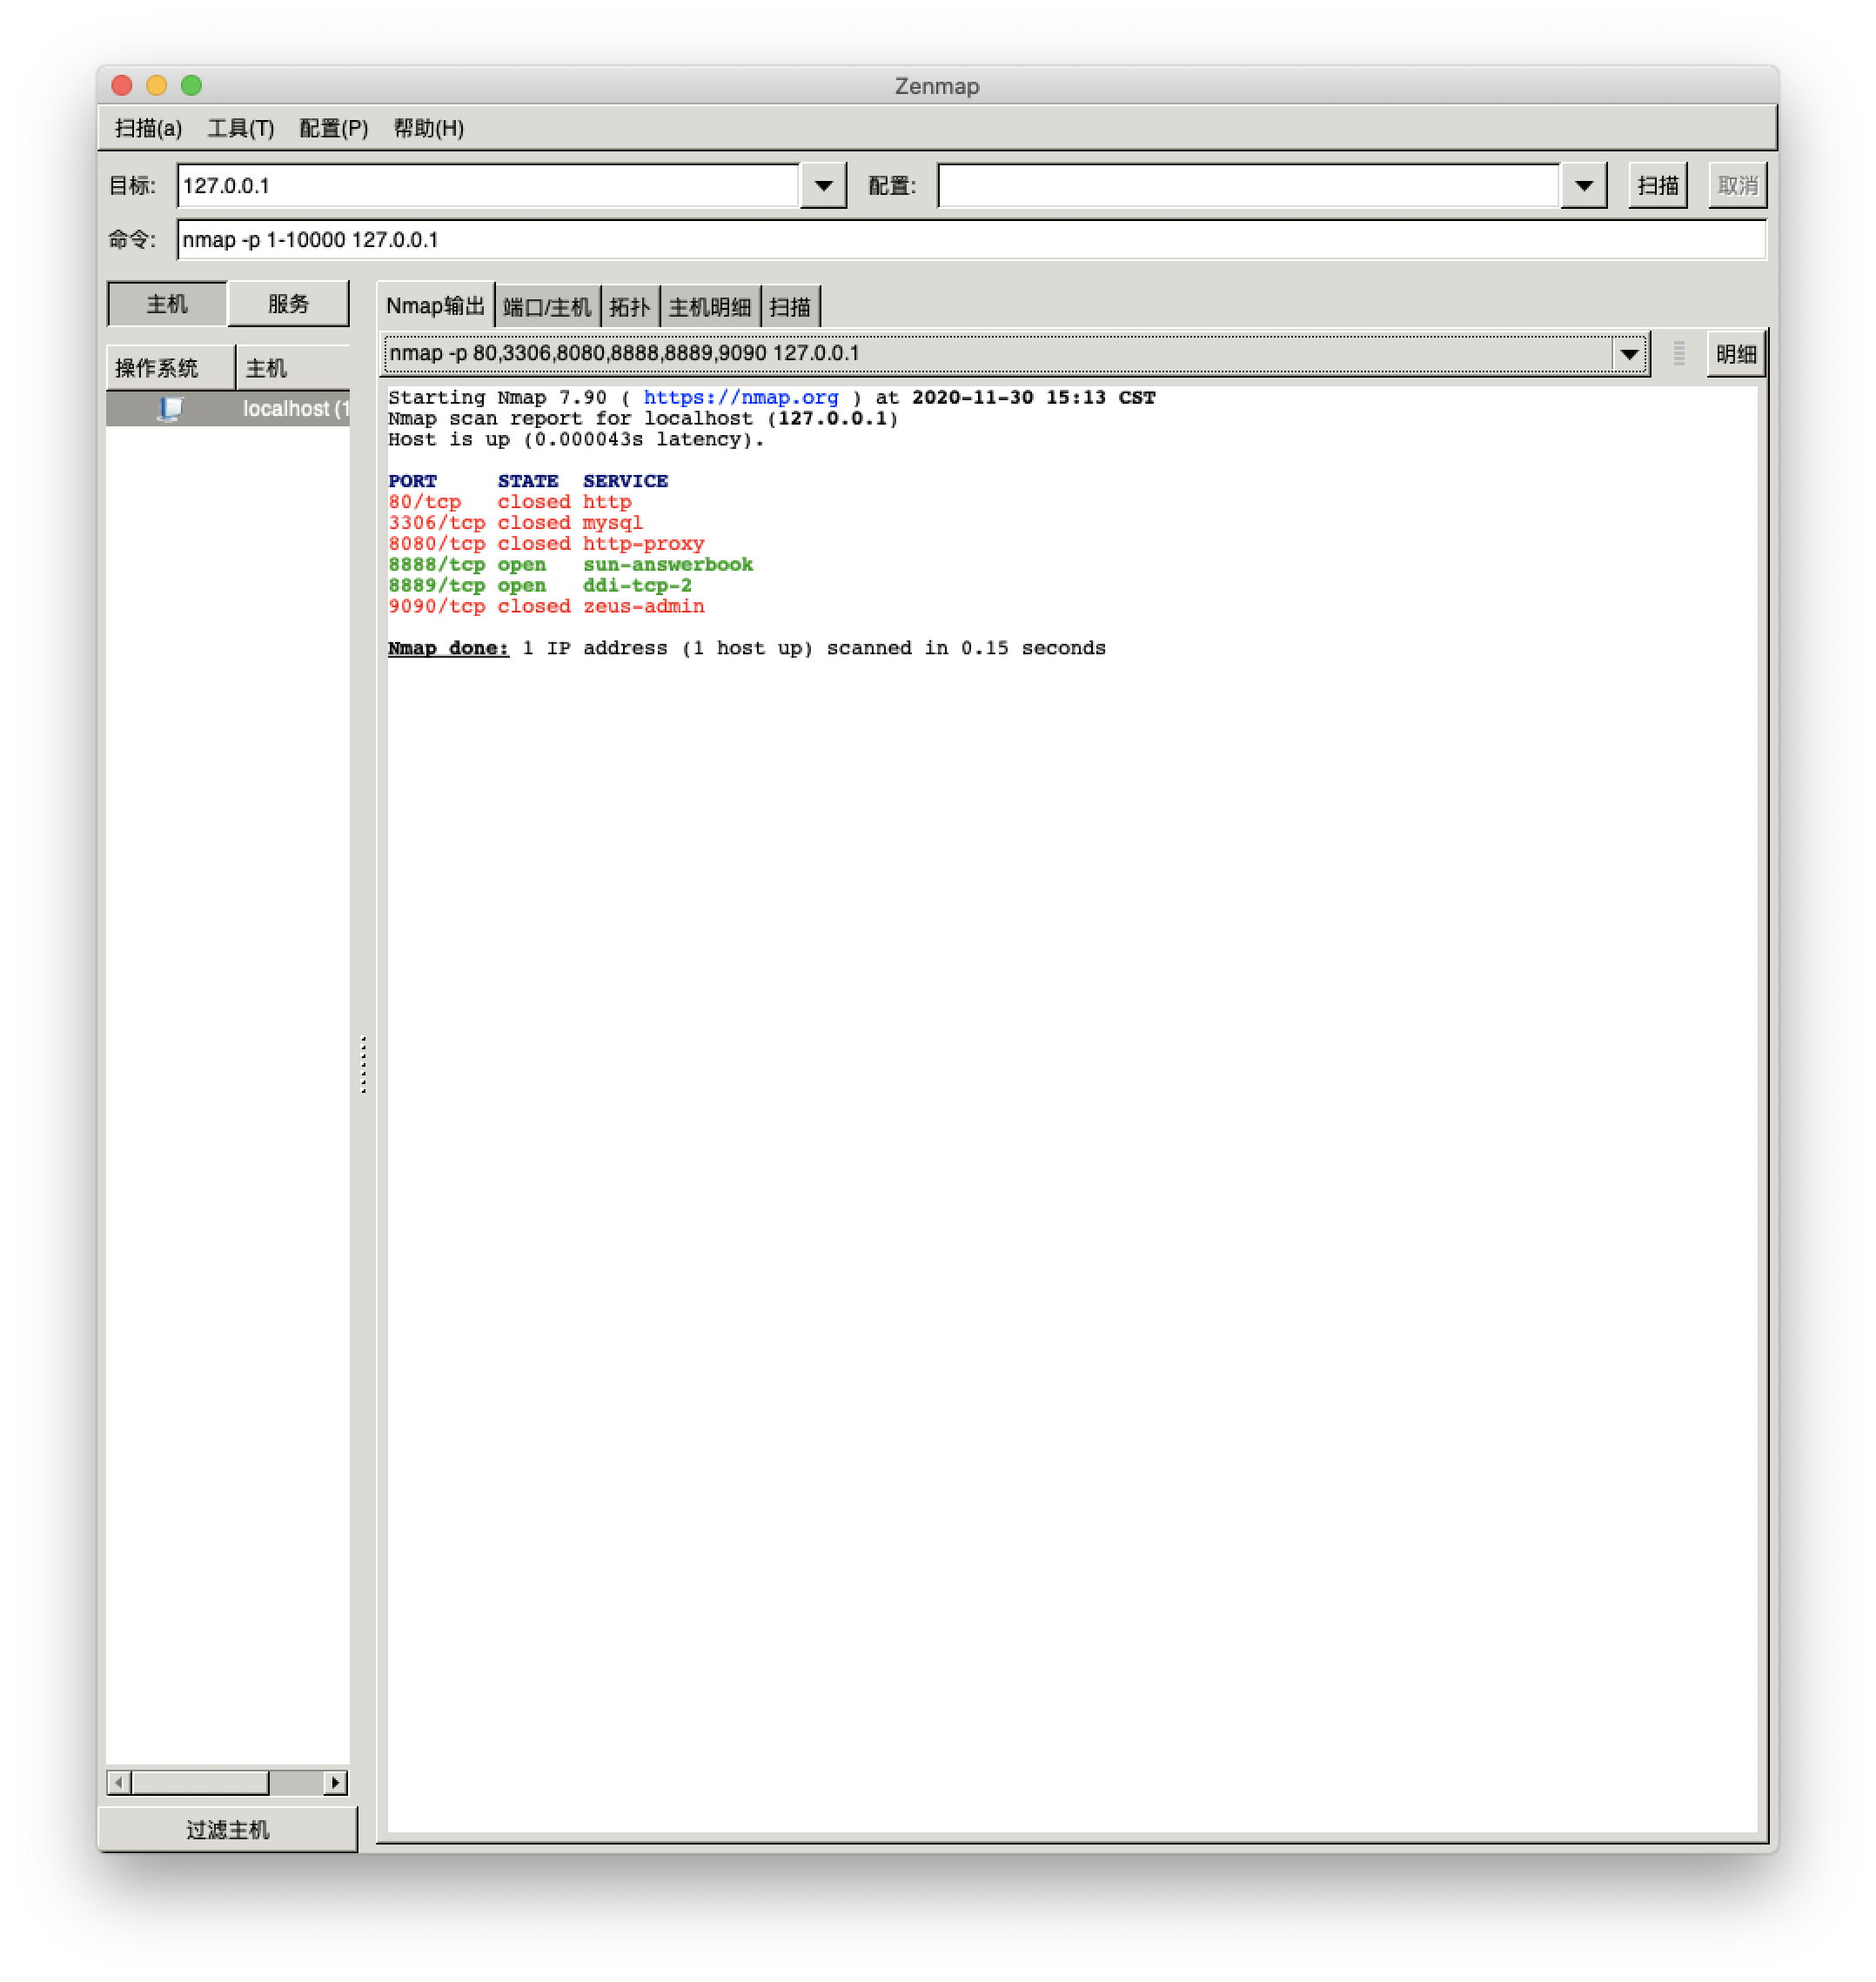 Zenmap
扫描(a) 工具(T) 配置(P) 帮助(H)
目标: 127.0.0.1 配置: 扫描 取消
命令: nmap -p 1-10000 127.0.0.1
主机 服务 Nmap输出 端口/主机 拓扑 主机明细 扫描
nmap -p 80,3306,8080,8888,8889,9090 127.0.0.1 明细
操作系统 主机
localhost (1
Starting Nmap 7.90 ( https://nmap.org ) at 2020-11-30 15:13 CST
Nmap scan report for localhost (127.0.0.1)
Host is up (0.000043s latency).
PORT STATE SERVICE
80/tcp closed http
3306/tcp closed mysql
8080/tcp closed http-proxy
8888/tcp open sun-answerbook
8889/tcp open ddi-tcp-2
9090/tcp closed zeus-admin
Nmap done: 1 IP address (1 host up) scanned in 0.15 seconds
过滤主机